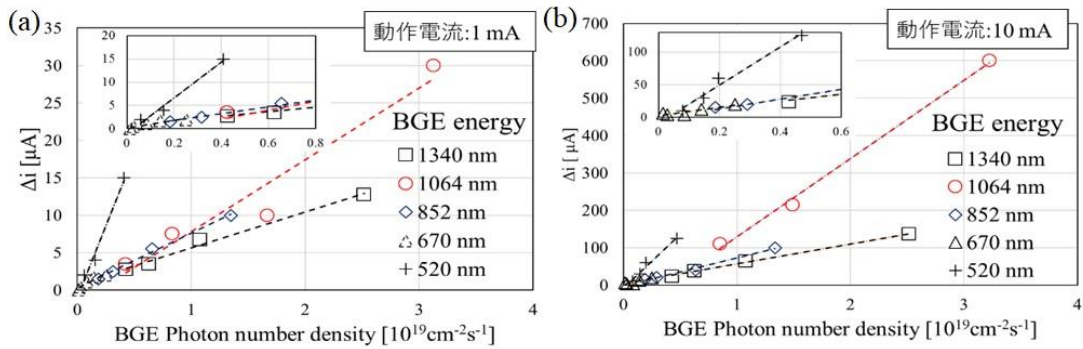 (a)
動作電流:1 mA
35
30
25
20
15
10
5
0
Δi [μA]
20
15
10
5
0
0
0.2
0.4
0.6
0.8
BGE energy
1340 nm
1064 nm
852 nm
670 nm
520 nm
0
1
2
3
4
BGE Photon number density [10¹⁹cm⁻²s⁻¹]
(b)
動作電流:10 mA
700
600
500
400
300
200
100
0
Δi [μA]
100
50
0
0
0.2
0.4
0.6
BGE energy
1340 nm
1064 nm
852 nm
670 nm
520 nm
0
1
2
3
4
BGE Photon number density [10¹⁹cm⁻²s⁻¹]